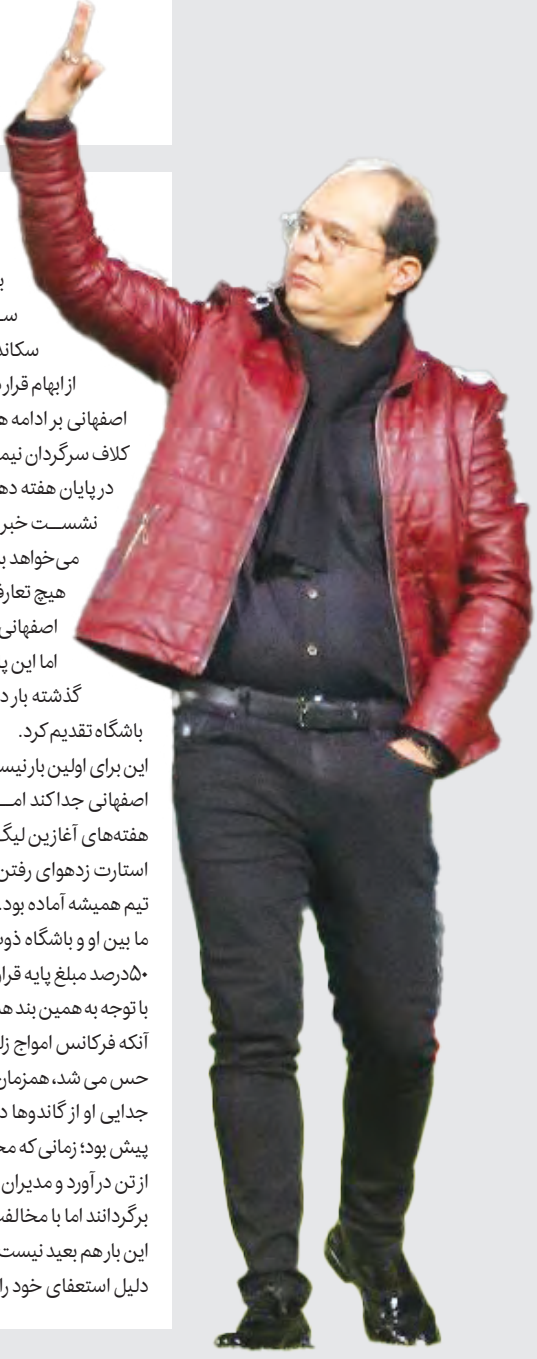 سکاند
از ابهام قرار
اصفهانی بر ادامه ه
کلاف سرگردان نیم
در پایان هفته ده
نشست خبر
می‌خواهد ب
هیچ تعارف
اصفهانی
اما این پ
گذشته بار د
باشگاه تقدیم کرد.
این برای اولین بار نیس
اصفهانی جدا کند امـــ
هفته‌های آغازین لیگ
استارت زدهوای رفتن
تیم همیشه آماده بود.
ما بین او و باشگاه ذوب
۵۰درصد مبلغ پایه قرار
با توجه به همین بند ه
آنکه فرکانس امواج زل
حس می شد، همزمان
جدایی او از گاندوها د
پیش بود؛ زمانی که مح
از تن درآورد و مدیران
برگردانند اما با مخالفت
این بار هم بعید نیست
دلیل استعفای خود را